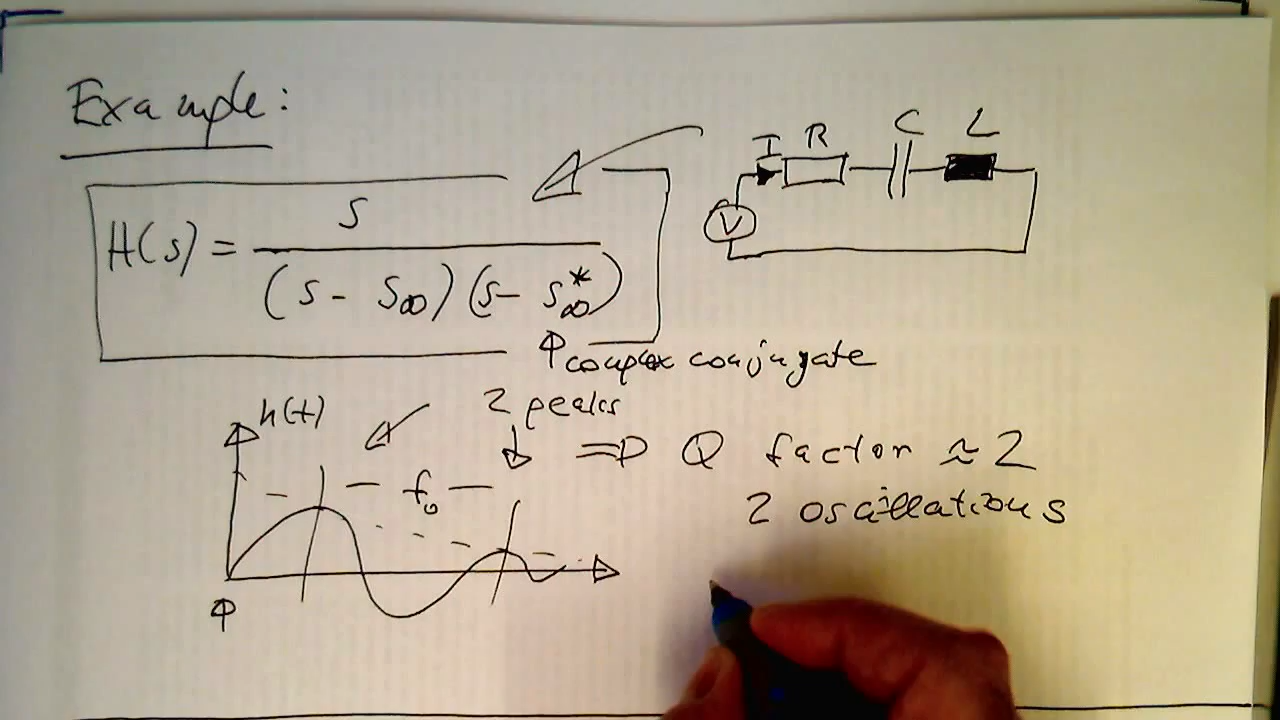 Example:
H(s) = s / (s - s∞)(s - s∞*)
complex conjugate
I R C L
V
h(t)
2 peaks
f₀
⇒ Q factor ≈ 2
2 oscillations